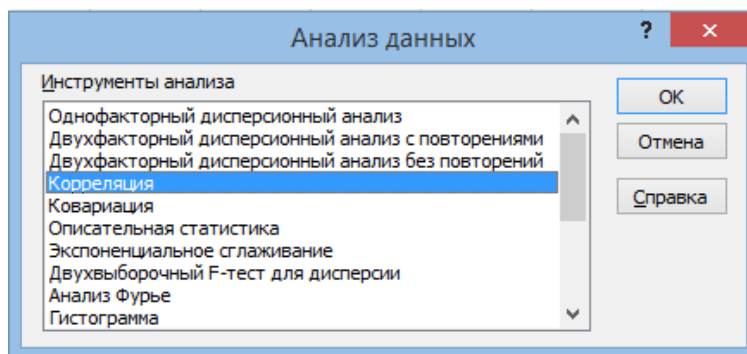 Анализ данных
?
×
Инструменты анализа
Однофакторный дисперсионный анализ
Двухфакторный дисперсионный анализ с повторениями
Двухфакторный дисперсионный анализ без повторений
Корреляция
Ковариация
Описательная статистика
Экспоненциальное сглаживание
Двухвыборочный F-тест для дисперсии
Анализ Фурье
Гистограмма
ОК
Отмена
Справка